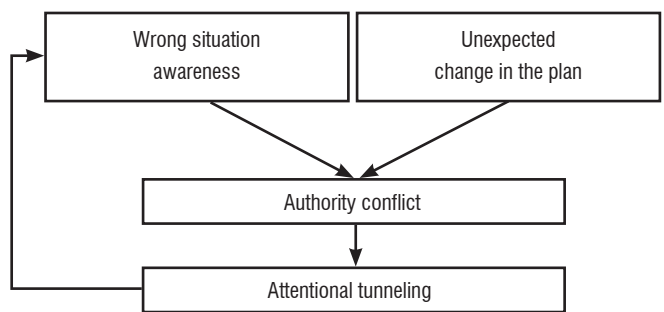 Wrong situation
awareness
Unexpected
change in the plan
Authority conflict
Attentional tunneling